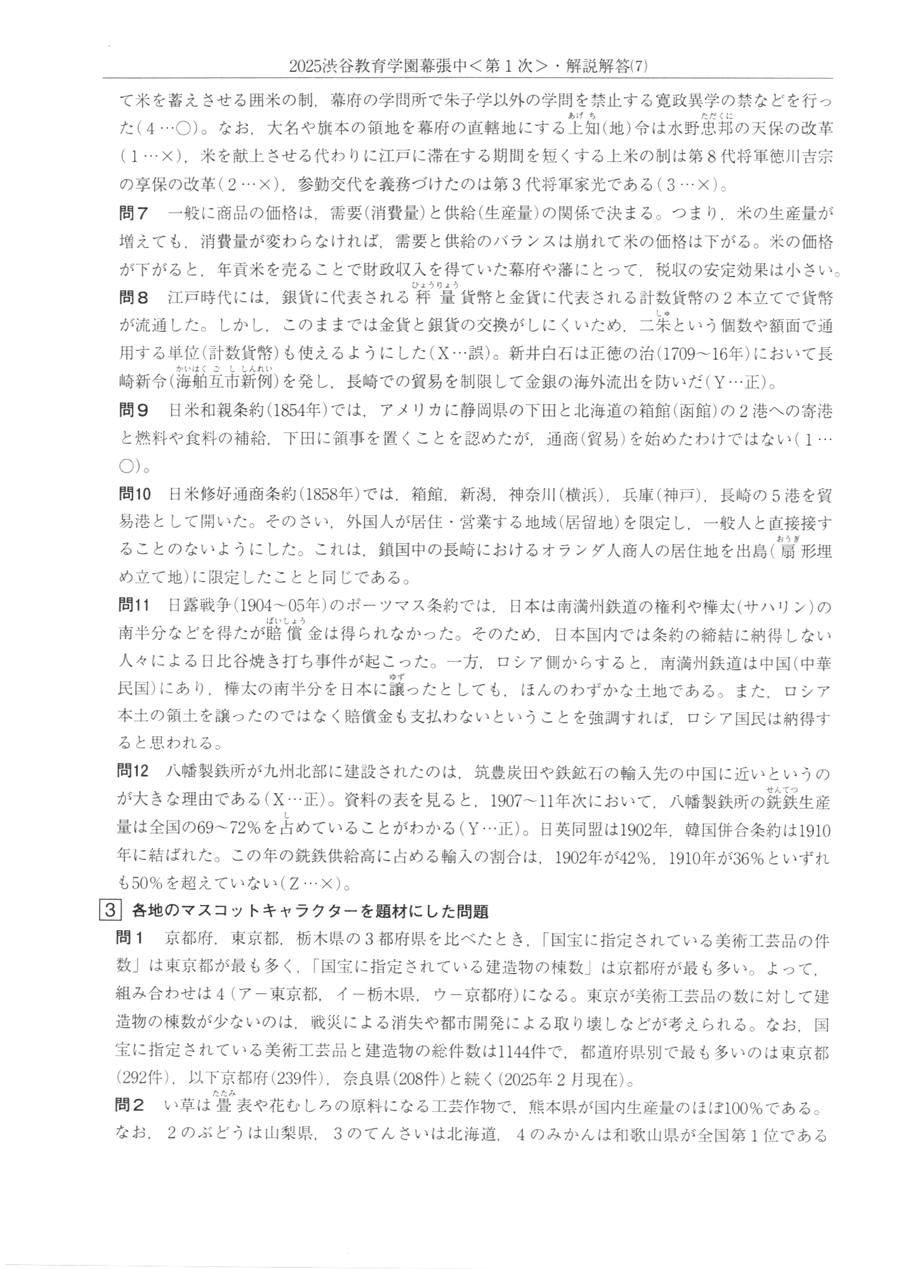 2025渋谷教育学園幕張中＜第1次＞・解説解答(7)
て米を蓄えさせる囲米の制，幕府の学問所で朱子学以外の学問を禁止する寛政異学の禁などを行っ
あげち ただくに
た(4…○)。なお，大名や旗本の領地を幕府の直轄地にする上知(地)令は水野忠邦の天保の改革
(1…×)，米を献上させる代わりに江戸に滞在する期間を短くする上米の制は第8代将軍徳川吉宗
の享保の改革(2…×)，参勤交代を義務づけたのは第3代将軍家光である(3…×)。
問7 一般に商品の価格は，需要(消費量)と供給(生産量)の関係で決まる。つまり，米の生産量が
増えても，消費量が変わらなければ，需要と供給のバランスは崩れて米の価格は下がる。米の価格
が下がると，年貢米を売ることで財政収入を得ていた幕府や藩にとって，税収の安定効果は小さい。
ひょうりょう
問8 江戸時代には，銀貨に代表される秤量貨幣と金貨に代表される計数貨幣の2本立てで貨幣
しゅ
が流通した。しかし，このままでは金貨と銀貨の交換がしにくいため，二朱という個数や額面で通
用する単位(計数貨幣)も使えるようにした(X…誤)。新井白石は正徳の治(1709～16年)において長
かいはくごししんれい
崎新令(海舶互市新例)を発し，長崎での貿易を制限して金銀の海外流出を防いだ(Y…正)。
問9 日米和親条約(1854年)では，アメリカに静岡県の下田と北海道の箱館(函館)の2港への寄港
と燃料や食料の補給，下田に領事を置くことを認めたが，通商(貿易)を始めたわけではない(1…
○)。
問10 日米修好通商条約(1858年)では，箱館，新潟，神奈川(横浜)，兵庫(神戸)，長崎の5港を貿
易港として開いた。そのさい，外国人が居住・営業する地域(居留地)を限定し，一般人と直接接す
おうぎ
ることのないようにした。これは，鎖国中の長崎におけるオランダ人商人の居住地を出島(扇形埋
め立て地)に限定したことと同じである。
問11 日露戦争(1904～05年)のポーツマス条約では，日本は南満州鉄道の権利や樺太(サハリン)の
ばいしょう
南半分などを得たが賠償金は得られなかった。そのため，日本国内では条約の締結に納得しない
人々による日比谷焼き打ち事件が起こった。一方，ロシア側からすると，南満州鉄道は中国(中華
ゆず
民国)にあり，樺太の南半分を日本に譲ったとしても，ほんのわずかな土地である。また，ロシア
本土の領土を譲ったのではなく賠償金も支払わないということを強調すれば，ロシア国民は納得す
ると思われる。
問12 八幡製鉄所が九州北部に建設されたのは，筑豊炭田や鉄鉱石の輸入先の中国に近いというの
せんてつ
が大きな理由である(X…正)。資料の表を見ると，1907～11年次において，八幡製鉄所の銑鉄生産
し
量は全国の69～72％を占めていることがわかる(Y…正)。日英同盟は1902年，韓国併合条約は1910
年に結ばれた。この年の銑鉄供給高に占める輸入の割合は，1902年が42％，1910年が36％といずれ
も50％を超えていない(Z…×)。
3 各地のマスコットキャラクターを題材にした問題
問1 京都府，東京都，栃木県の3都府県を比べたとき，「国宝に指定されている美術工芸品の件
数」は東京都が最も多く，「国宝に指定されている建造物の棟数」は京都府が最も多い。よって，
組み合わせは4(ア－東京都，イ－栃木県，ウ－京都府)になる。東京が美術工芸品の数に対して建
造物の棟数が少ないのは，戦災による消失や都市開発による取り壊しなどが考えられる。なお，国
宝に指定されている美術工芸品と建造物の総件数は1144件で，都道府県別で最も多いのは東京都
(292件)，以下京都府(239件)，奈良県(208件)と続く(2025年2月現在)。
たたみ
問2 い草は畳表や花むしろの原料になる工芸作物で，熊本県が国内生産量のほぼ100％である。
なお，2のぶどうは山梨県，3のてんさいは北海道，4のみかんは和歌山県が全国第1位である